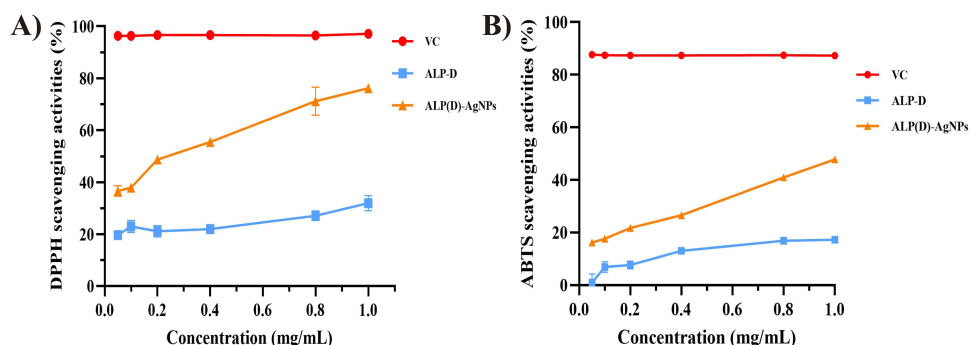 A)
DPPH scavenging activities (%)
100
80
60
40
20
0
0.0 0.2 0.4 0.6 0.8 1.0
Concentration (mg/mL)
VC
ALP-D
ALP(D)-AgNPs
B)
ABTS scavenging activities (%)
100
80
60
40
20
0
0.0 0.2 0.4 0.6 0.8 1.0
Concentration (mg/mL)
VC
ALP-D
ALP(D)-AgNPs